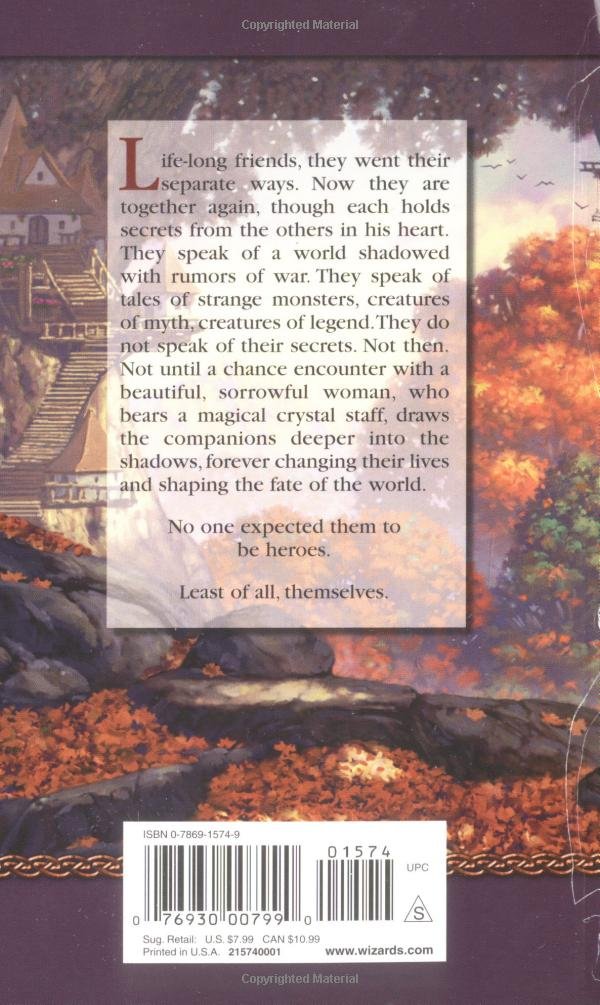 Copyrighted Material
Life-long friends, they went their
separate ways. Now they are
together again, though each holds
secrets from the others in his heart.
They speak of a world shadowed
with rumors of war. They speak of
tales of strange monsters, creatures
of myth, creatures of legend. They do
not speak of their secrets. Not then.
Not until a chance encounter with a
beautiful, sorrowful woman, who
bears a magical crystal staff, draws
the companions deeper into the
shadows, forever changing their lives
and shaping the fate of the world.
No one expected them to
be heroes.
Least of all, themselves.
ISBN 0-7869-1574-9
01574
UPC
S
0 76930 00799 0
Sug. Retail: U.S. $7.99 CAN $10.99
Printed in U.S.A. 215740001 www.wizards.com
Copyrighted Material